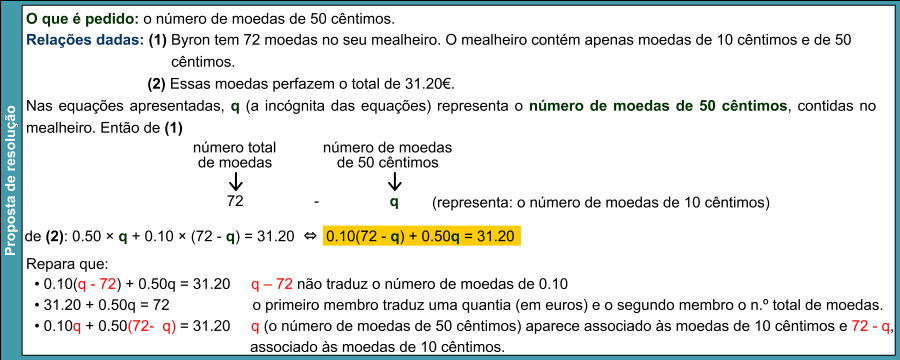 Proposta de resolução
O que é pedido: o número de moedas de 50 cêntimos.
Relações dadas: (1) Byron tem 72 moedas no seu mealheiro. O mealheiro contém apenas moedas de 10 cêntimos e de 50
cêntimos.
(2) Essas moedas perfazem o total de 31.20€.
Nas equações apresentadas, q (a incógnita das equações) representa o número de moedas de 50 cêntimos, contidas no
mealheiro. Então de (1)
número total número de moedas
de moedas de 50 cêntimos
72 - q (representa: o número de moedas de 10 cêntimos)
de (2): 0.50 × q + 0.10 × (72 - q) = 31.20 ⇔ 0.10(72 - q) + 0.50q = 31.20
Repara que:
• 0.10(q - 72) + 0.50q = 31.20 q – 72 não traduz o número de moedas de 0.10
• 31.20 + 0.50q = 72 o primeiro membro traduz uma quantia (em euros) e o segundo membro o n.º total de moedas.
• 0.10q + 0.50(72- q) = 31.20 q (o número de moedas de 50 cêntimos) aparece associado às moedas de 10 cêntimos e 72 - q,
associado às moedas de 10 cêntimos.